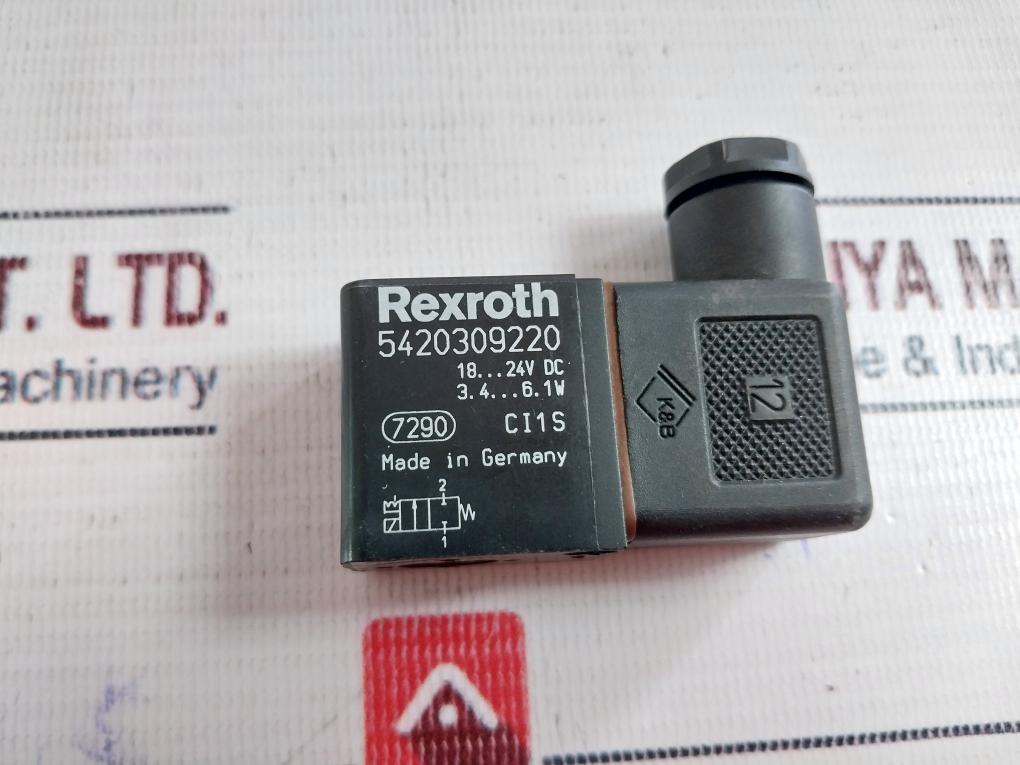 T. LTD.
achinery
Rexroth
5420309220
18...24V DC
3.4...6.1W
7290 CI1S
Made in Germany
2
1
K&B
12
IYA M
e & Ind